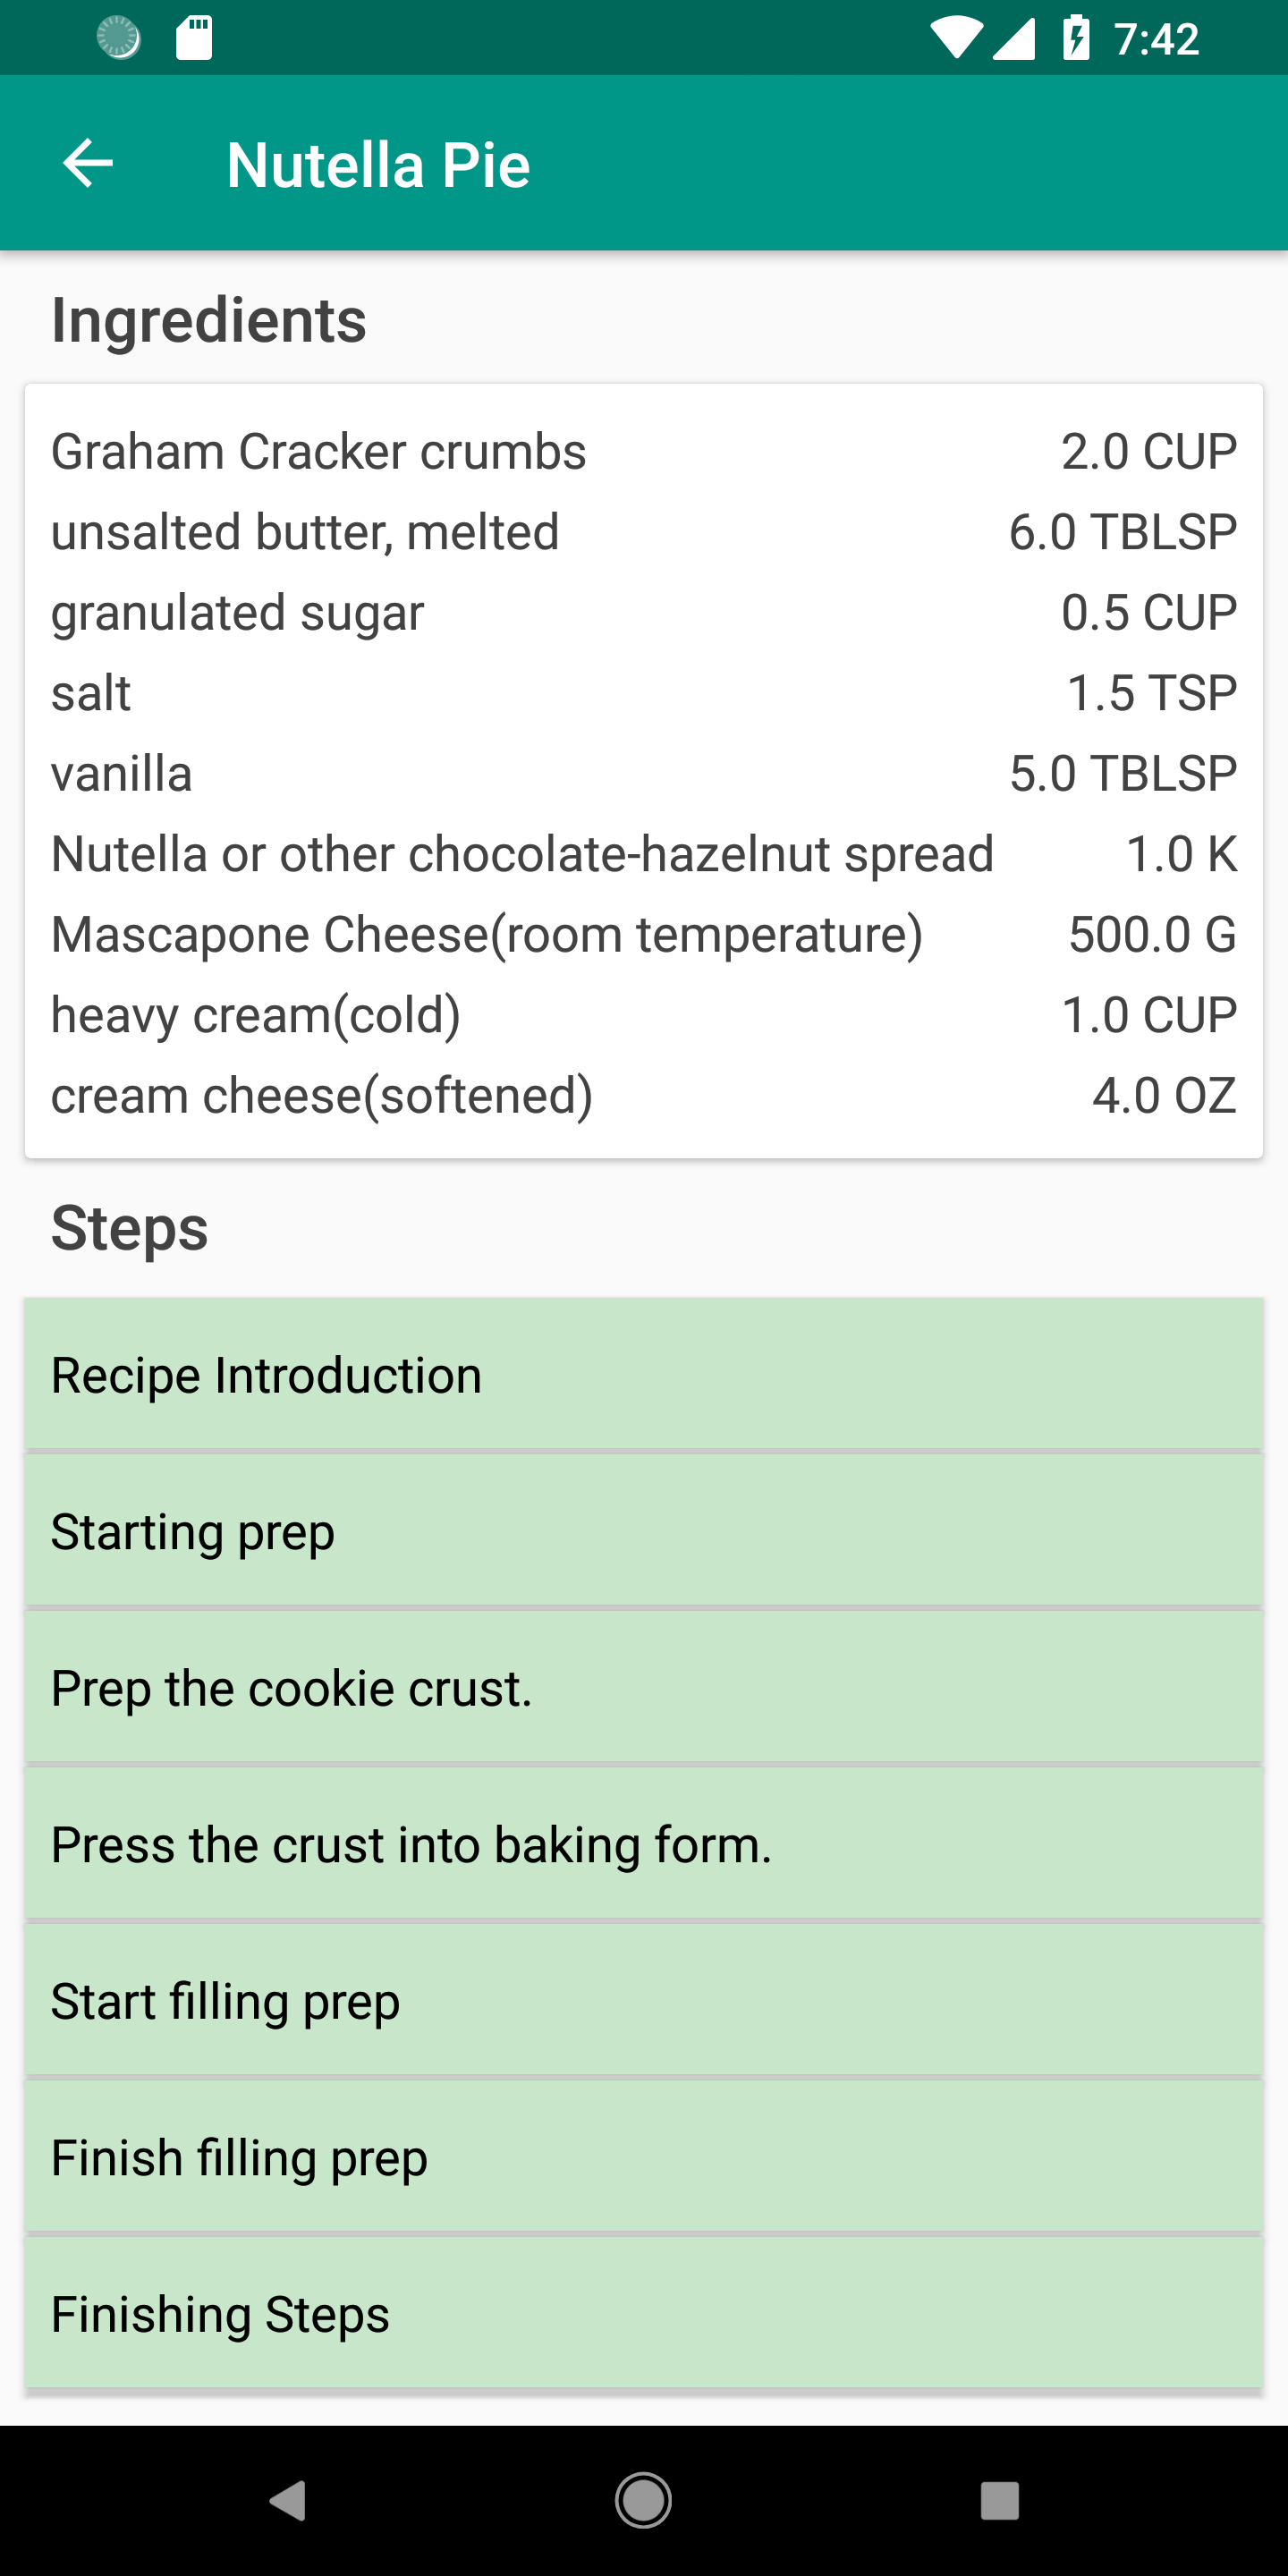 7:42
Nutella Pie
Ingredients
Graham Cracker crumbs 2.0 CUP
unsalted butter, melted 6.0 TBLSP
granulated sugar 0.5 CUP
salt 1.5 TSP
vanilla 5.0 TBLSP
Nutella or other chocolate-hazelnut spread 1.0 K
Mascapone Cheese(room temperature) 500.0 G
heavy cream(cold) 1.0 CUP
cream cheese(softened) 4.0 OZ
Steps
Recipe Introduction
Starting prep
Prep the cookie crust.
Press the crust into baking form.
Start filling prep
Finish filling prep
Finishing Steps